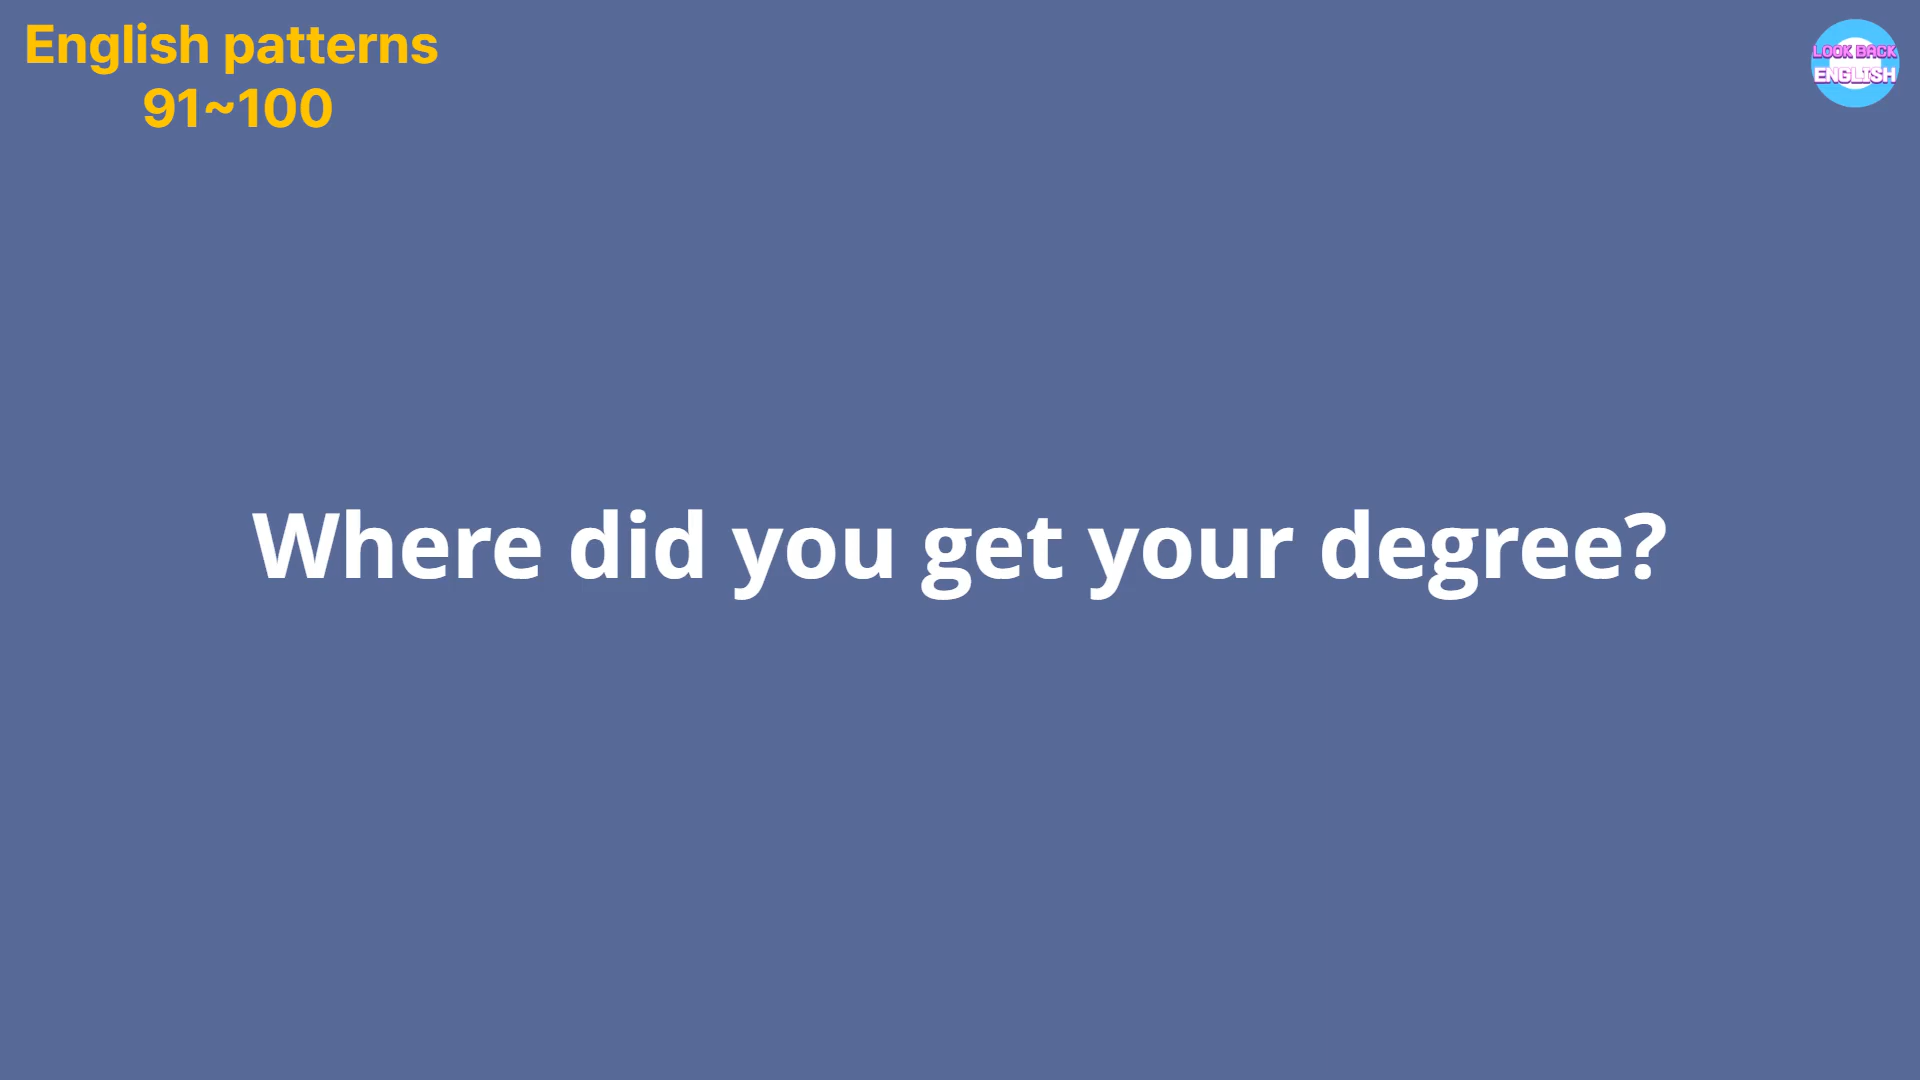 English patterns
91~100
LOOK BACK
ENGLISH
Where did you get your degree?